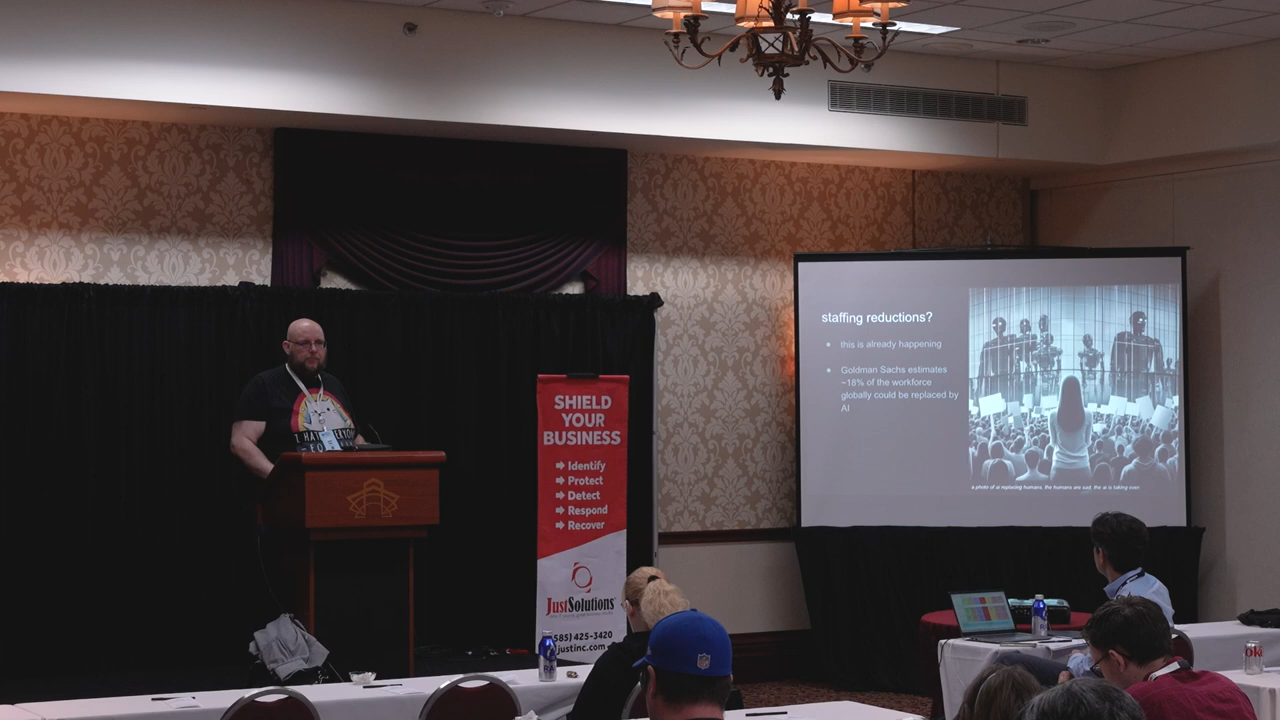 SHIELD
YOUR
BUSINESS
Identify
Protect
Detect
Respond
Recover
JustSolutions
(585) 425-3420
justinc.com
staffing reductions?
this is already happening
Goldman Sachs estimates
~18% of the workforce
globally could be replaced by
AI
a photo of ai replacing humans. the humans are sad. the ai is taking over.
I HATE